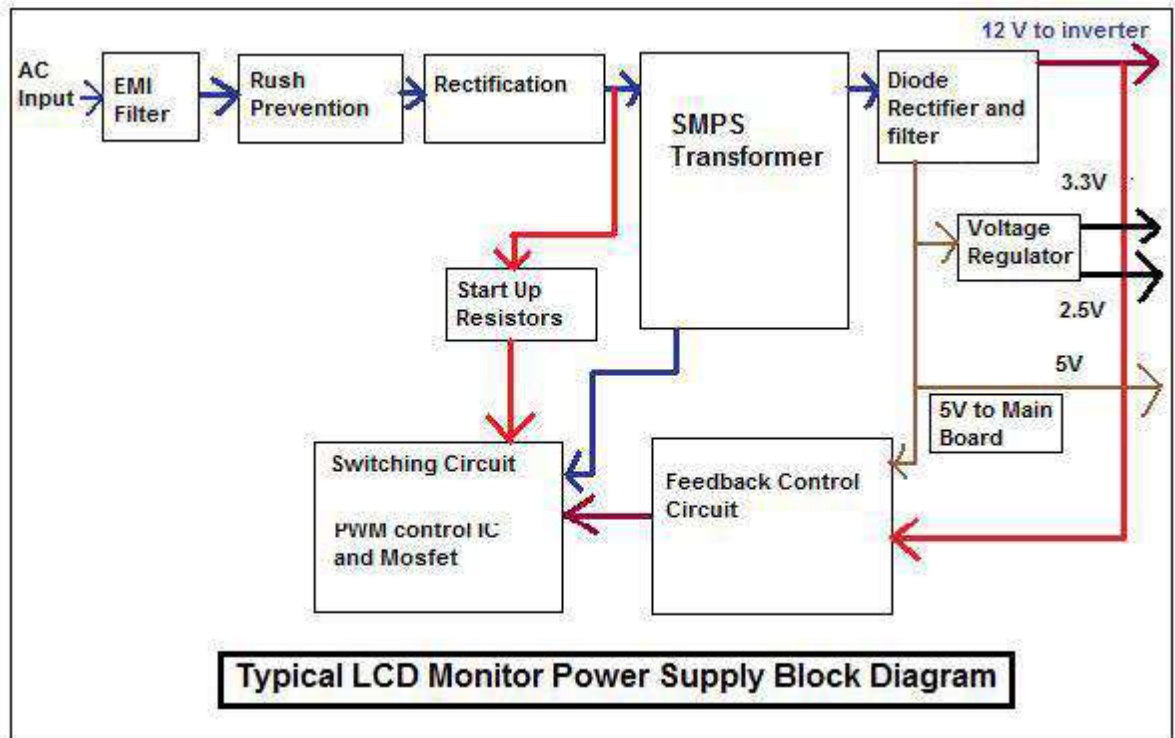 12 V to inverter
AC
Input
EMI
Filter
Rush
Prevention
Rectification
SMPS
Transformer
Diode
Rectifier and
filter
3.3V
Voltage
Regulator
2.5V
Start Up
Resistors
5V
5V to Main
Board
Switching Circuit
PWM control IC
and Mosfet
Feedback Control
Circuit
Typical LCD Monitor Power Supply Block Diagram